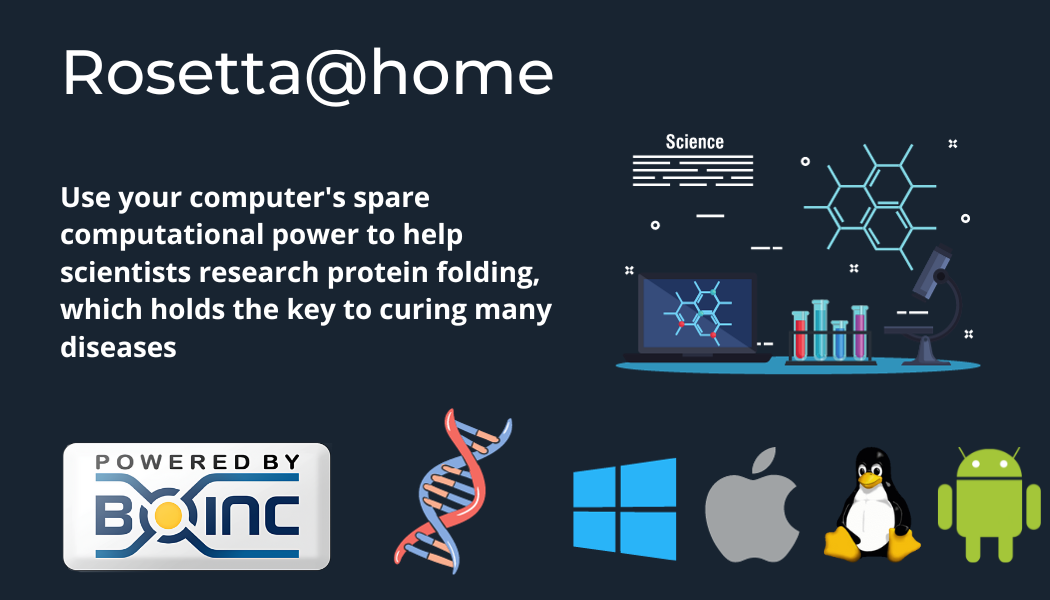 Rosetta@home
Science
Use your computer's spare
computational power to help
scientists research protein folding,
which holds the key to curing many
diseases
POWERED BY
BOINC